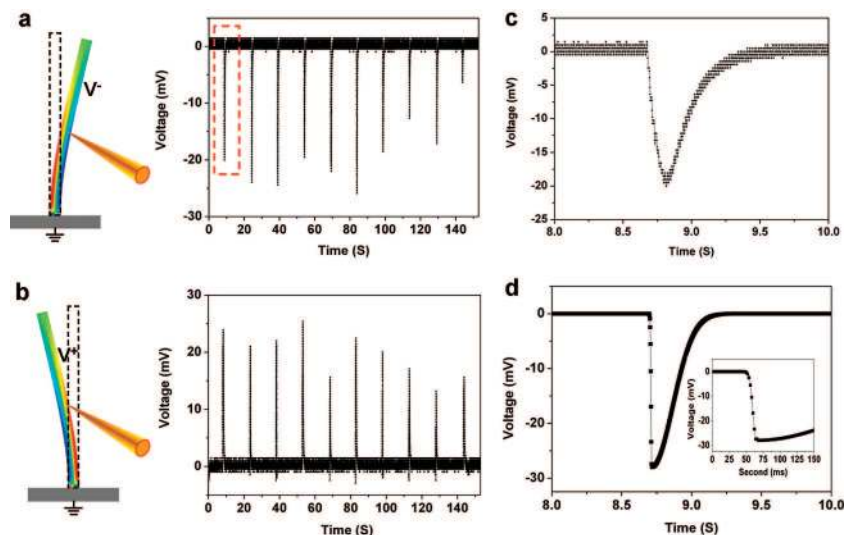 a
V-
Voltage (mV)
0
-10
-20
-30
0 20 40 60 80 100 120 140
Time (S)
c
Voltage (mV)
5
0
-5
-10
-15
-20
-25
8.0 8.5 9.0 9.5 10.0
Time (S)
b
V+
Voltage (mV)
30
20
10
0
0 20 40 60 80 100 120 140
Time (S)
d
Voltage (mV)
0
-10
-20
-30
8.0 8.5 9.0 9.5 10.0
Time (S)
Voltage (mV)
0
-10
-20
-30
0 25 50 75 100 125 150
Second (ms)